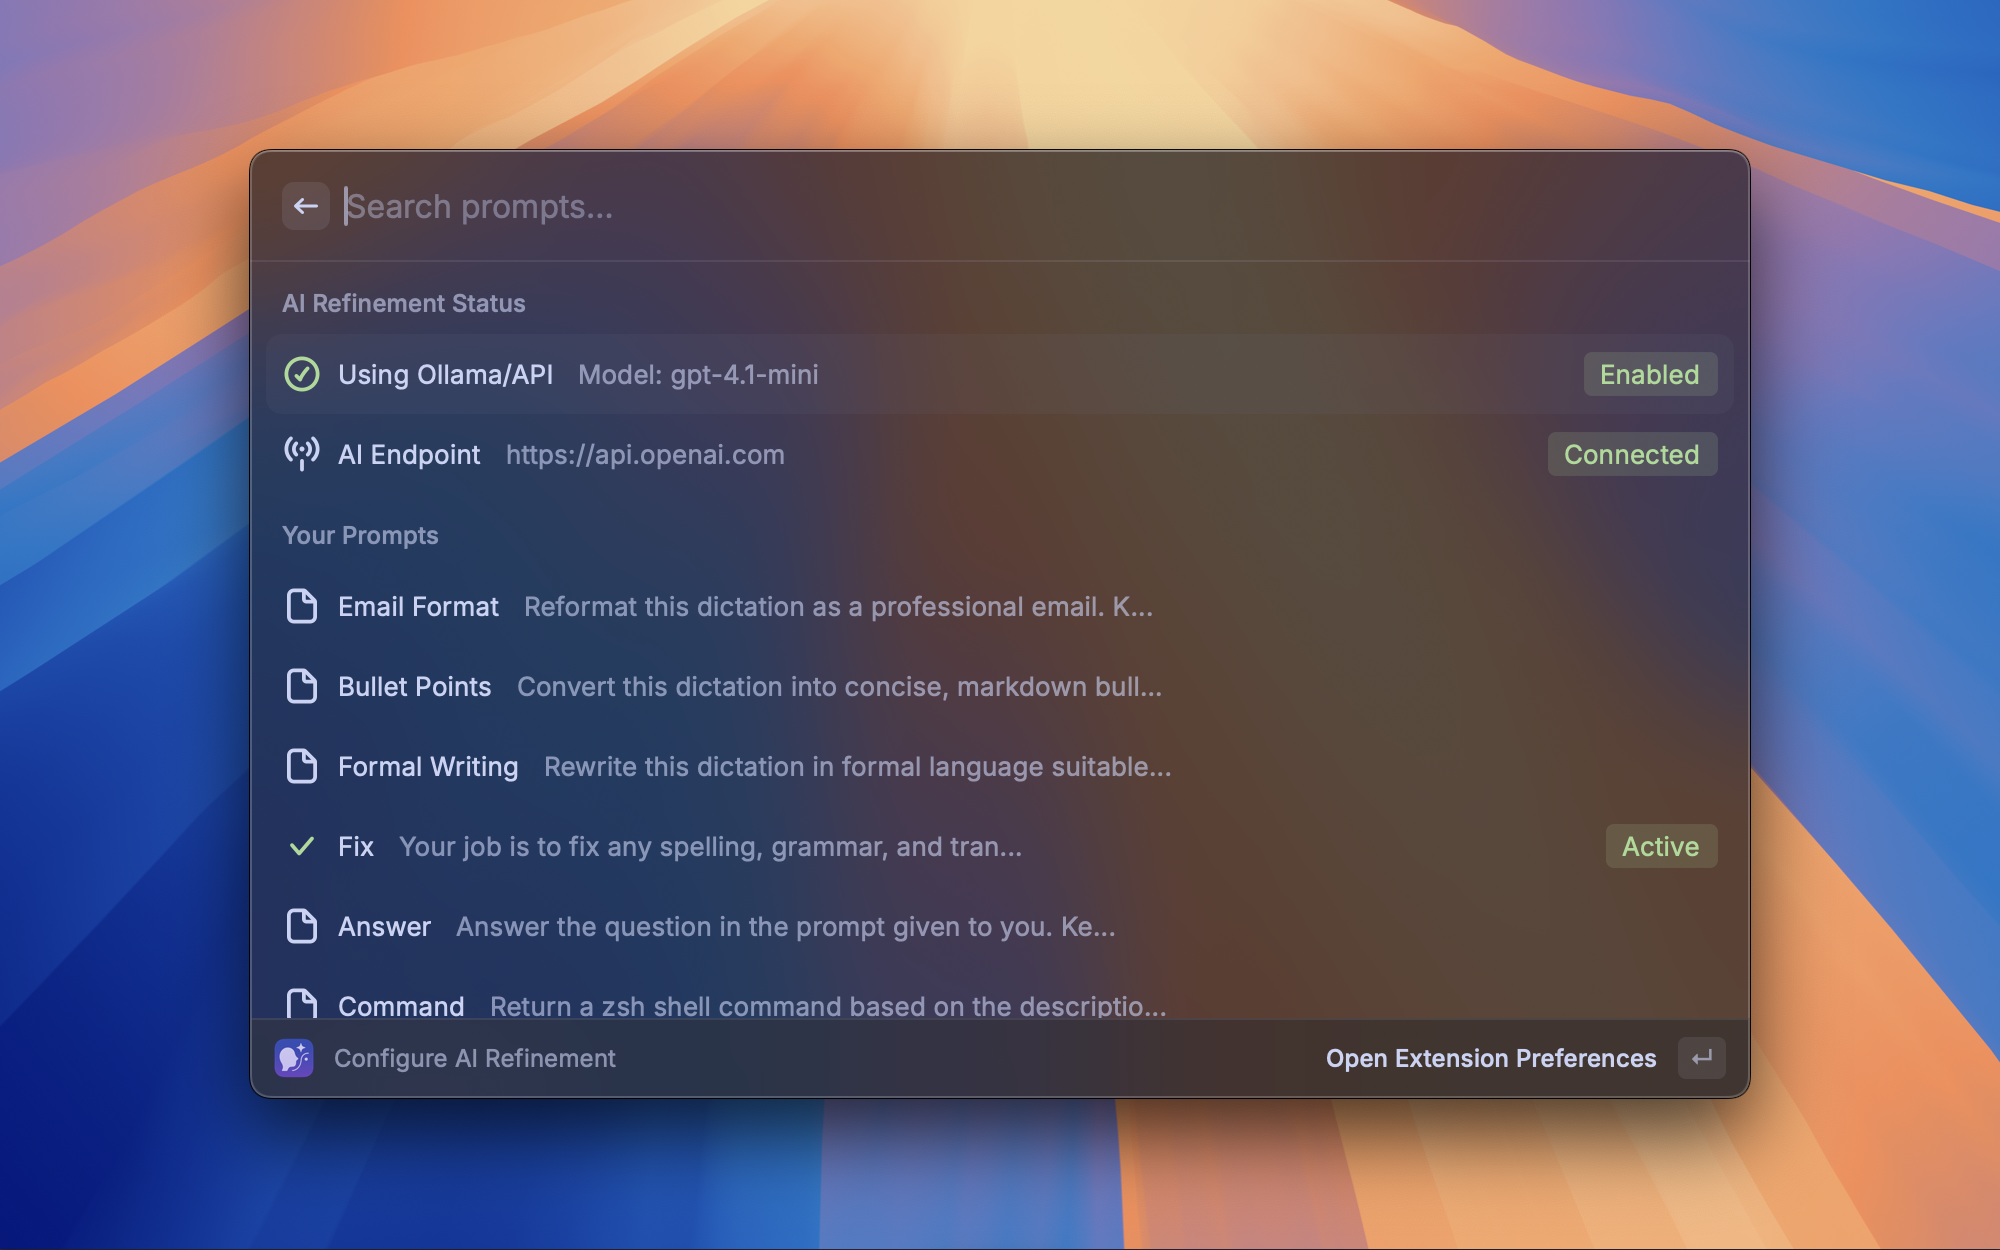 Search prompts...
AI Refinement Status
Using Ollama/API Model: gpt-4.1-mini Enabled
AI Endpoint https://api.openai.com Connected
Your Prompts
Email Format Reformat this dictation as a professional email. K...
Bullet Points Convert this dictation into concise, markdown bull...
Formal Writing Rewrite this dictation in formal language suitable...
Fix Your job is to fix any spelling, grammar, and tran... Active
Answer Answer the question in the prompt given to you. Ke...
Command Return a zsh shell command based on the descriptio...
Configure AI Refinement Open Extension Preferences